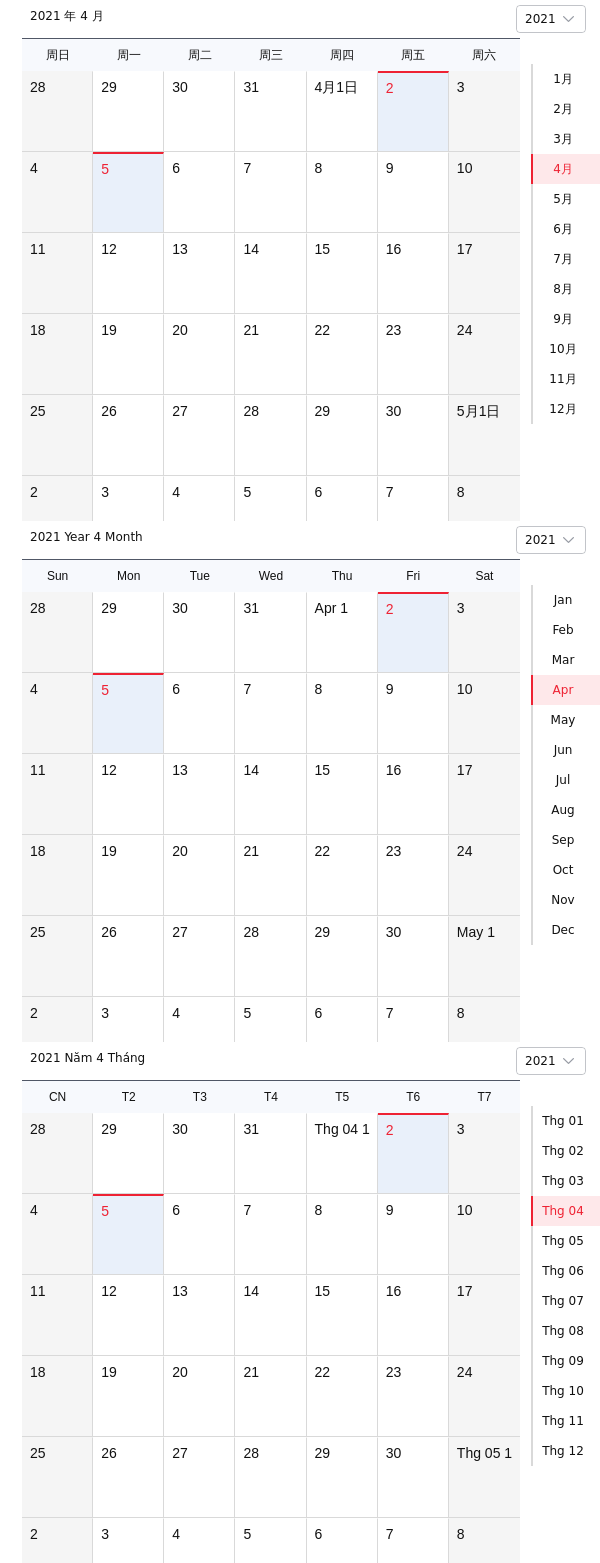 2021 年 4 月 2021
周日 周一 周二 周三 周四 周五 周六
28 29 30 31 4月1日 2 3
4 5 6 7 8 9 10
11 12 13 14 15 16 17
18 19 20 21 22 23 24
25 26 27 28 29 30 5月1日
2 3 4 5 6 7 8
1月
2月
3月
4月
5月
6月
7月
8月
9月
10月
11月
12月
2021 Year 4 Month 2021
Sun Mon Tue Wed Thu Fri Sat
28 29 30 31 Apr 1 2 3
4 5 6 7 8 9 10
11 12 13 14 15 16 17
18 19 20 21 22 23 24
25 26 27 28 29 30 May 1
2 3 4 5 6 7 8
Jan
Feb
Mar
Apr
May
Jun
Jul
Aug
Sep
Oct
Nov
Dec
2021 Năm 4 Tháng 2021
CN T2 T3 T4 T5 T6 T7
28 29 30 31 Thg 04 1 2 3
4 5 6 7 8 9 10
11 12 13 14 15 16 17
18 19 20 21 22 23 24
25 26 27 28 29 30 Thg 05 1
2 3 4 5 6 7 8
Thg 01
Thg 02
Thg 03
Thg 04
Thg 05
Thg 06
Thg 07
Thg 08
Thg 09
Thg 10
Thg 11
Thg 12